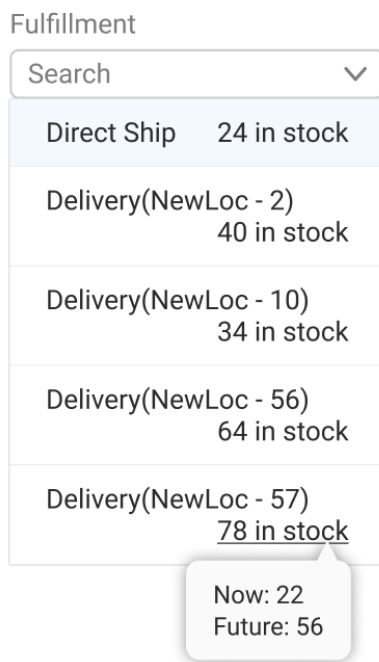 Fulfillment
Search
Direct Ship 24 in stock
Delivery(NewLoc - 2)
40 in stock
Delivery(NewLoc - 10)
34 in stock
Delivery(NewLoc - 56)
64 in stock
Delivery(NewLoc - 57)
78 in stock
Now: 22
Future: 56